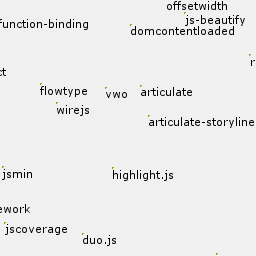 offsetwidth
js-beautify
function-binding
domcontentloaded
r
ct
flowtype
vwo
articulate
wirejs
articulate-storyline
jsmin
highlight.js
ework
jscoverage
duo.js